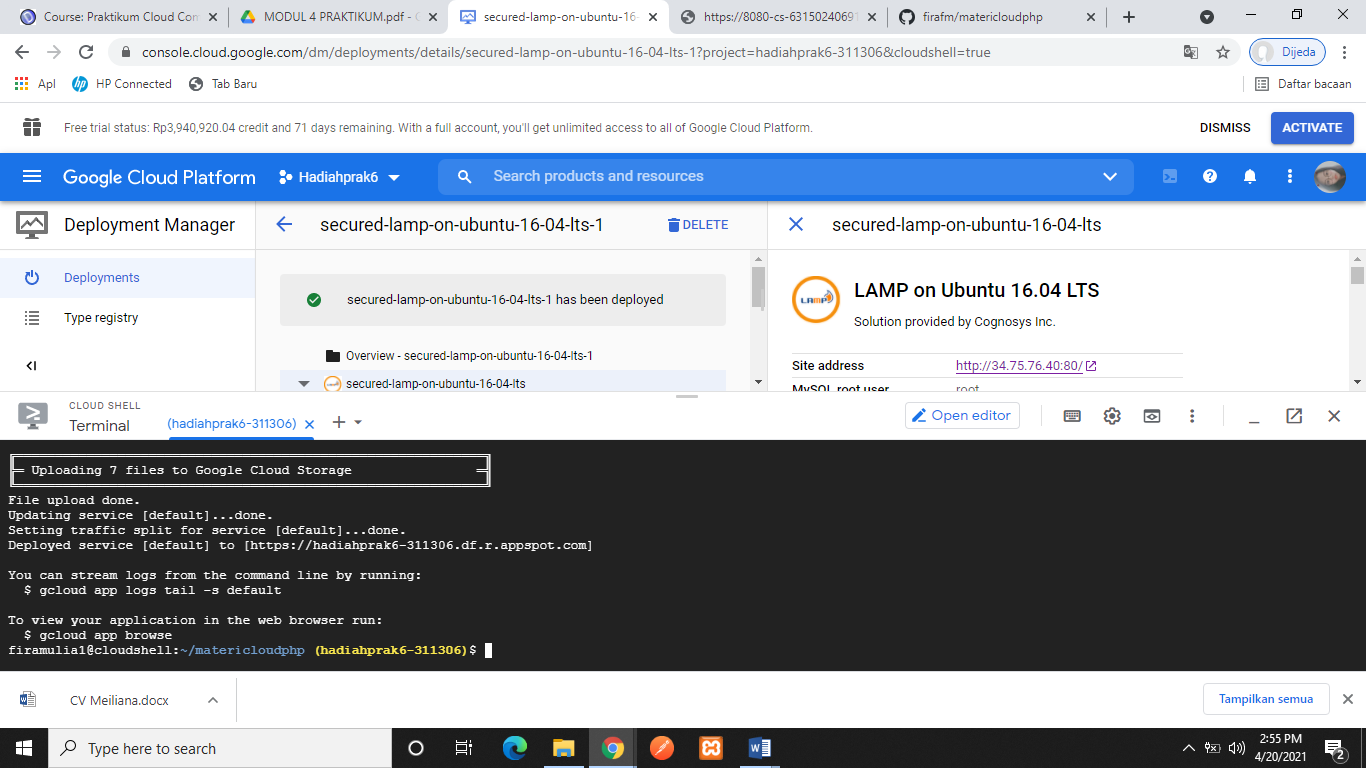 Course: Praktikum Cloud Com
MODUL 4 PRAKTIKUM.pdf - G
secured-lamp-on-ubuntu-16-
https://8080-cs-63150240691
firafm/matericloudphp
console.cloud.google.com/dm/deployments/details/secured-lamp-on-ubuntu-16-04-lts-1?project=hadiahprak6-311306&cloudshell=true
Dijeda
Apl
HP Connected
Tab Baru
Daftar bacaan
Free trial status: Rp3,940,920.04 credit and 71 days remaining. With a full account, you'll get unlimited access to all of Google Cloud Platform.
DISMISS
ACTIVATE
Google Cloud Platform
Hadiahprak6
Search products and resources
Deployment Manager
secured-lamp-on-ubuntu-16-04-lts-1
DELETE
secured-lamp-on-ubuntu-16-04-lts
Deployments
Type registry
secured-lamp-on-ubuntu-16-04-lts-1 has been deployed
Overview - secured-lamp-on-ubuntu-16-04-lts-1
secured-lamp-on-ubuntu-16-04-lts
LAMP
LAMP on Ubuntu 16.04 LTS
Solution provided by Cognosys Inc.
Site address
http://34.75.76.40:80/
MySQL root user
root
CLOUD SHELL
Terminal
(hadiahprak6-311306)
Open editor
Uploading 7 files to Google Cloud Storage
File upload done.
Updating service [default]...done.
Setting traffic split for service [default]...done.
Deployed service [default] to [https://hadiahprak6-311306.df.r.appspot.com]
You can stream logs from the command line by running:
$ gcloud app logs tail -s default
To view your application in the web browser run:
$ gcloud app browse
firamulia1@cloudshell:~/matericloudphp (hadiahprak6-311306)$
CV Meiliana.docx
Tampilkan semua
Type here to search
2:55 PM
4/20/2021
2